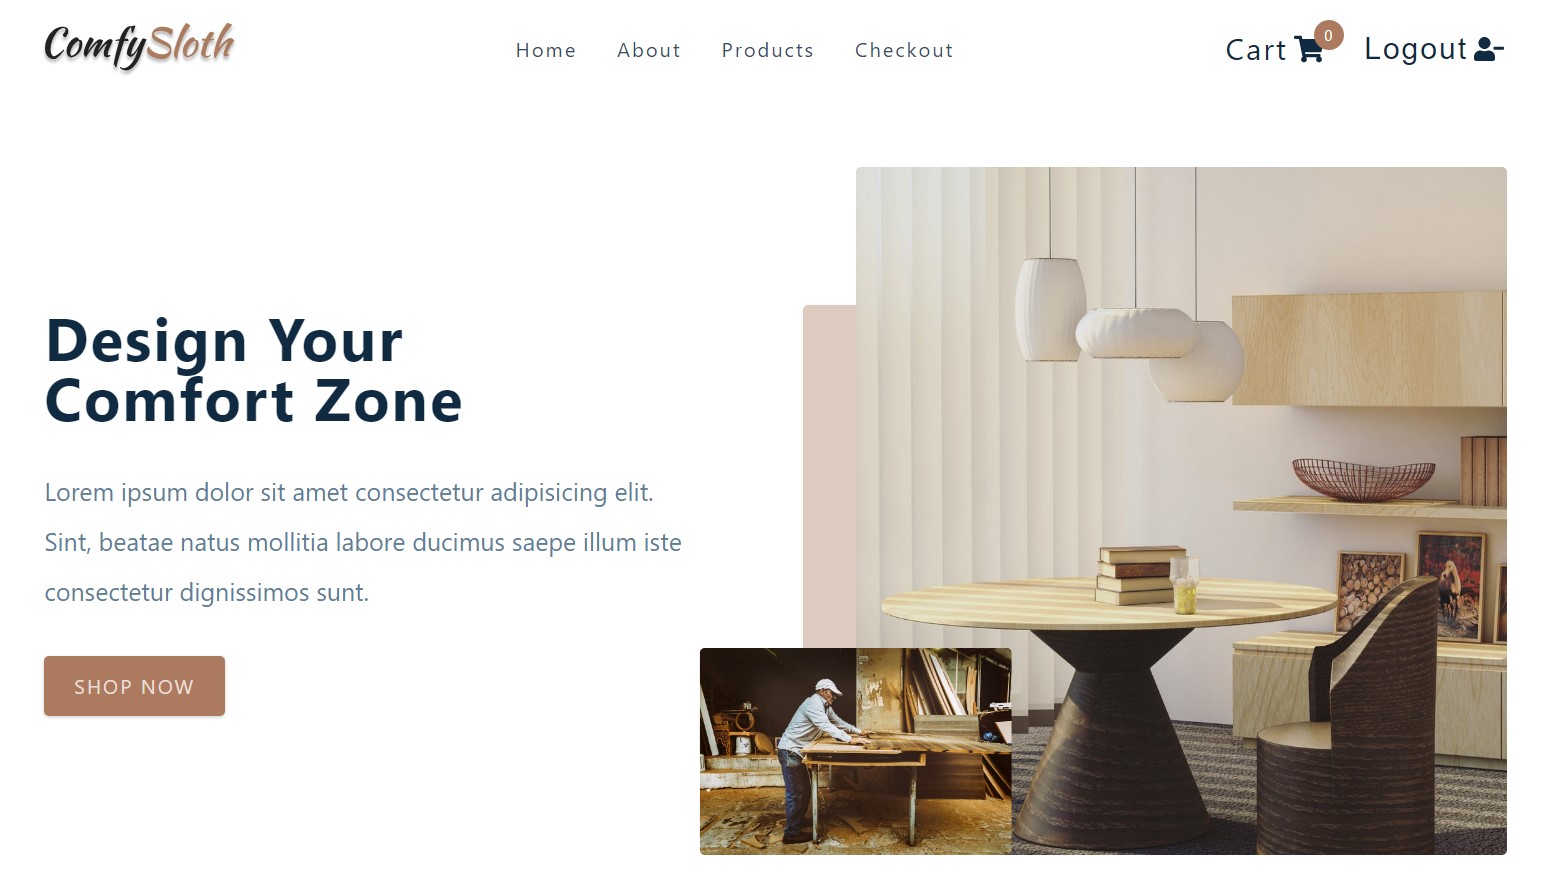 ComfySloth
Home About Products Checkout
Cart 0 Logout
Design Your
Comfort Zone
Lorem ipsum dolor sit amet consectetur adipisicing elit.
Sint, beatae natus mollitia labore ducimus saepe illum iste
consectetur dignissimos sunt.
SHOP NOW